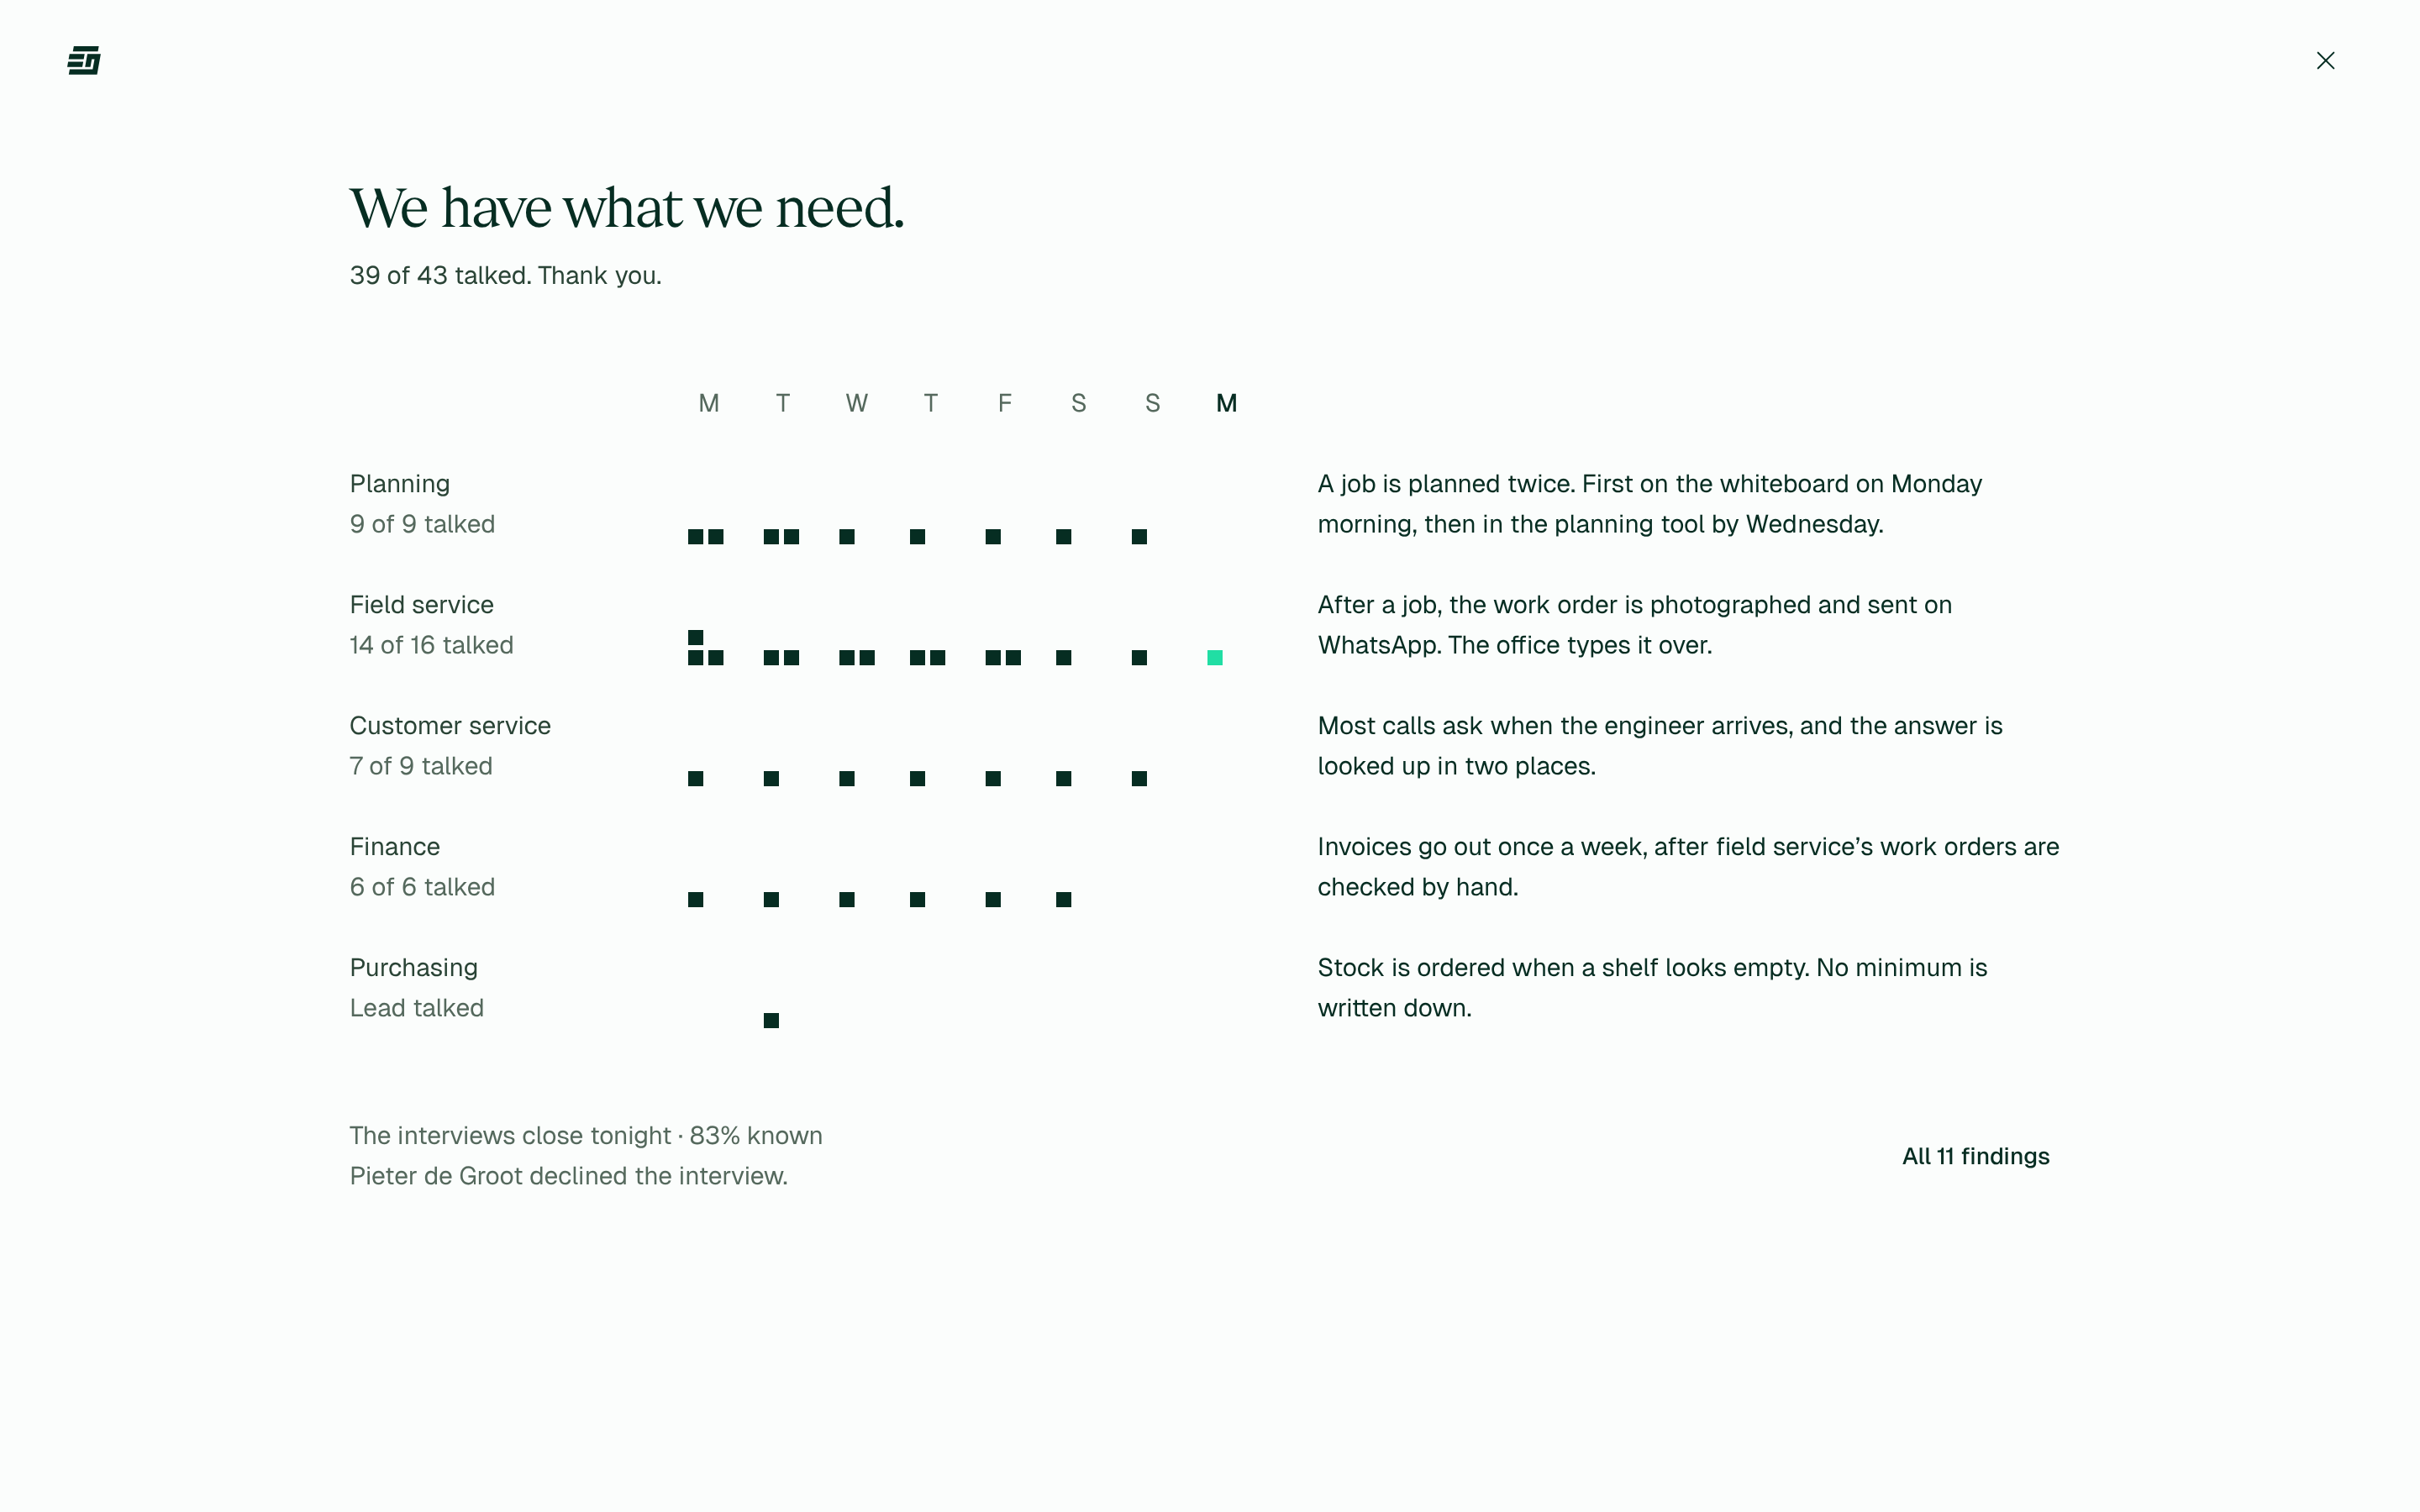 We have what we need.
39 of 43 talked. Thank you.
M T W T F S S M
Planning
9 of 9 talked
A job is planned twice. First on the whiteboard on Monday
morning, then in the planning tool by Wednesday.
Field service
14 of 16 talked
After a job, the work order is photographed and sent on
WhatsApp. The office types it over.
Customer service
7 of 9 talked
Most calls ask when the engineer arrives, and the answer is
looked up in two places.
Finance
6 of 6 talked
Invoices go out once a week, after field service’s work orders are
checked by hand.
Purchasing
Lead talked
Stock is ordered when a shelf looks empty. No minimum is
written down.
The interviews close tonight · 83% known
Pieter de Groot declined the interview.
All 11 findings